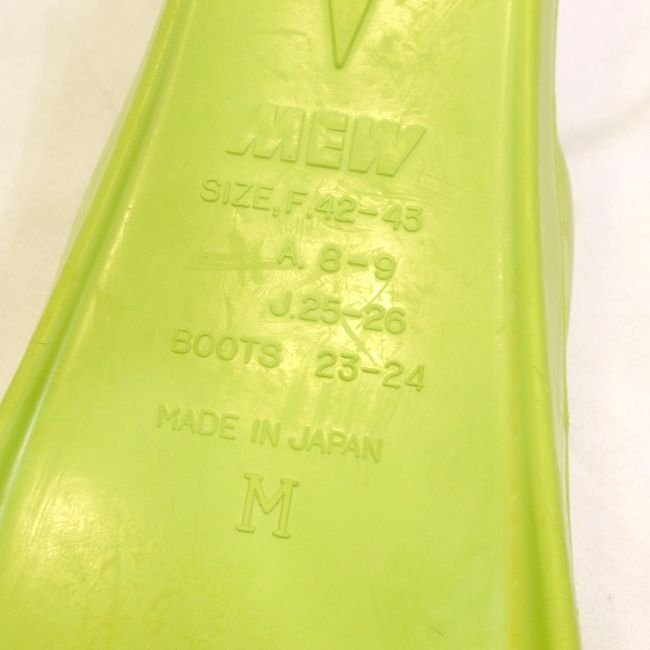 MEW
SIZE, F. 42-43
A. 8-9
J. 25-26
BOOTS 23-24
MADE IN JAPAN
M